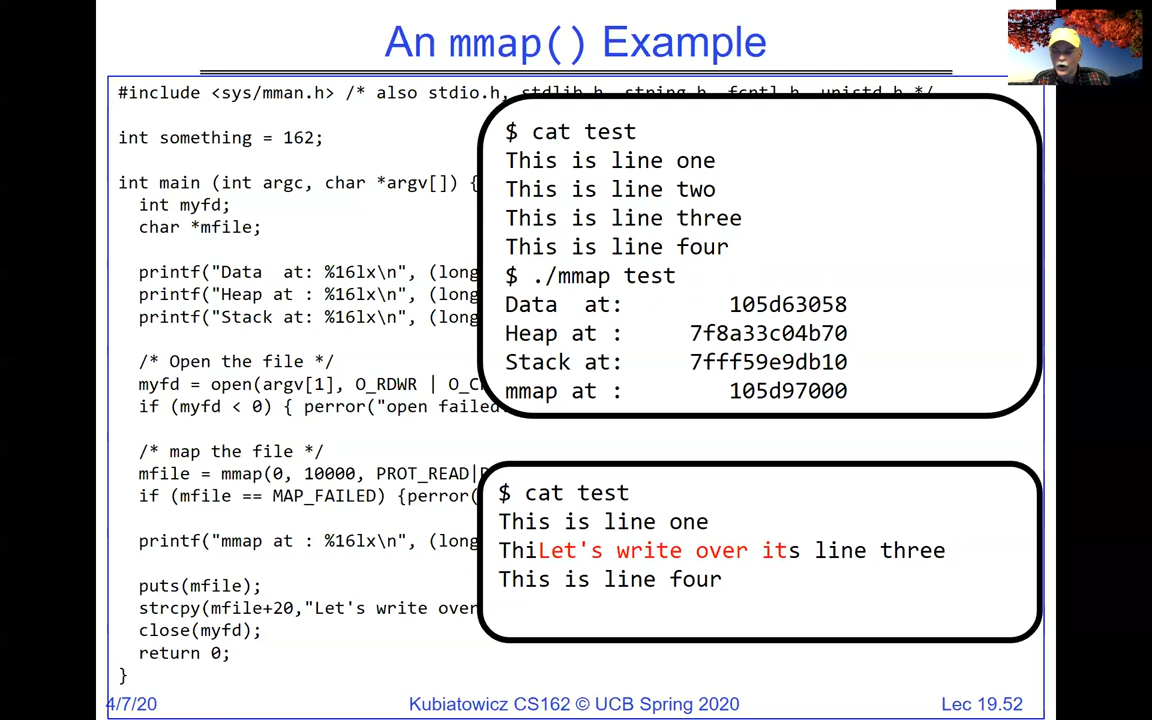 An mmap() Example
#include <sys/mman.h> /* also stdio.h, stdlib.h, string.h, fcntl.h, unistd.h */
int something = 162;
int main (int argc, char *argv[]) {
int myfd;
char *mfile;
printf("Data  at: %16lx\n", (long
printf("Heap at : %16lx\n", (long
printf("Stack at: %16lx\n", (long
/* Open the file */
myfd = open(argv[1], O_RDWR | O_C
if (myfd < 0) { perror("open failed
/* map the file */
mfile = mmap(0, 10000, PROT_READ|
if (mfile == MAP_FAILED) {perror(
printf("mmap at : %16lx\n", (long
puts(mfile);
strcpy(mfile+20,"Let's write over
close(myfd);
return 0;
}
$ cat test
This is line one
This is line two
This is line three
This is line four
$ ./mmap test
Data  at:        105d63058
Heap at :     7f8a33c04b70
Stack at:     7fff59e9db10
mmap at :        105d97000
$ cat test
This is line one
ThiLet's write over its line three
This is line four
4/7/20
Kubiatowicz CS162 © UCB Spring 2020
Lec 19.52